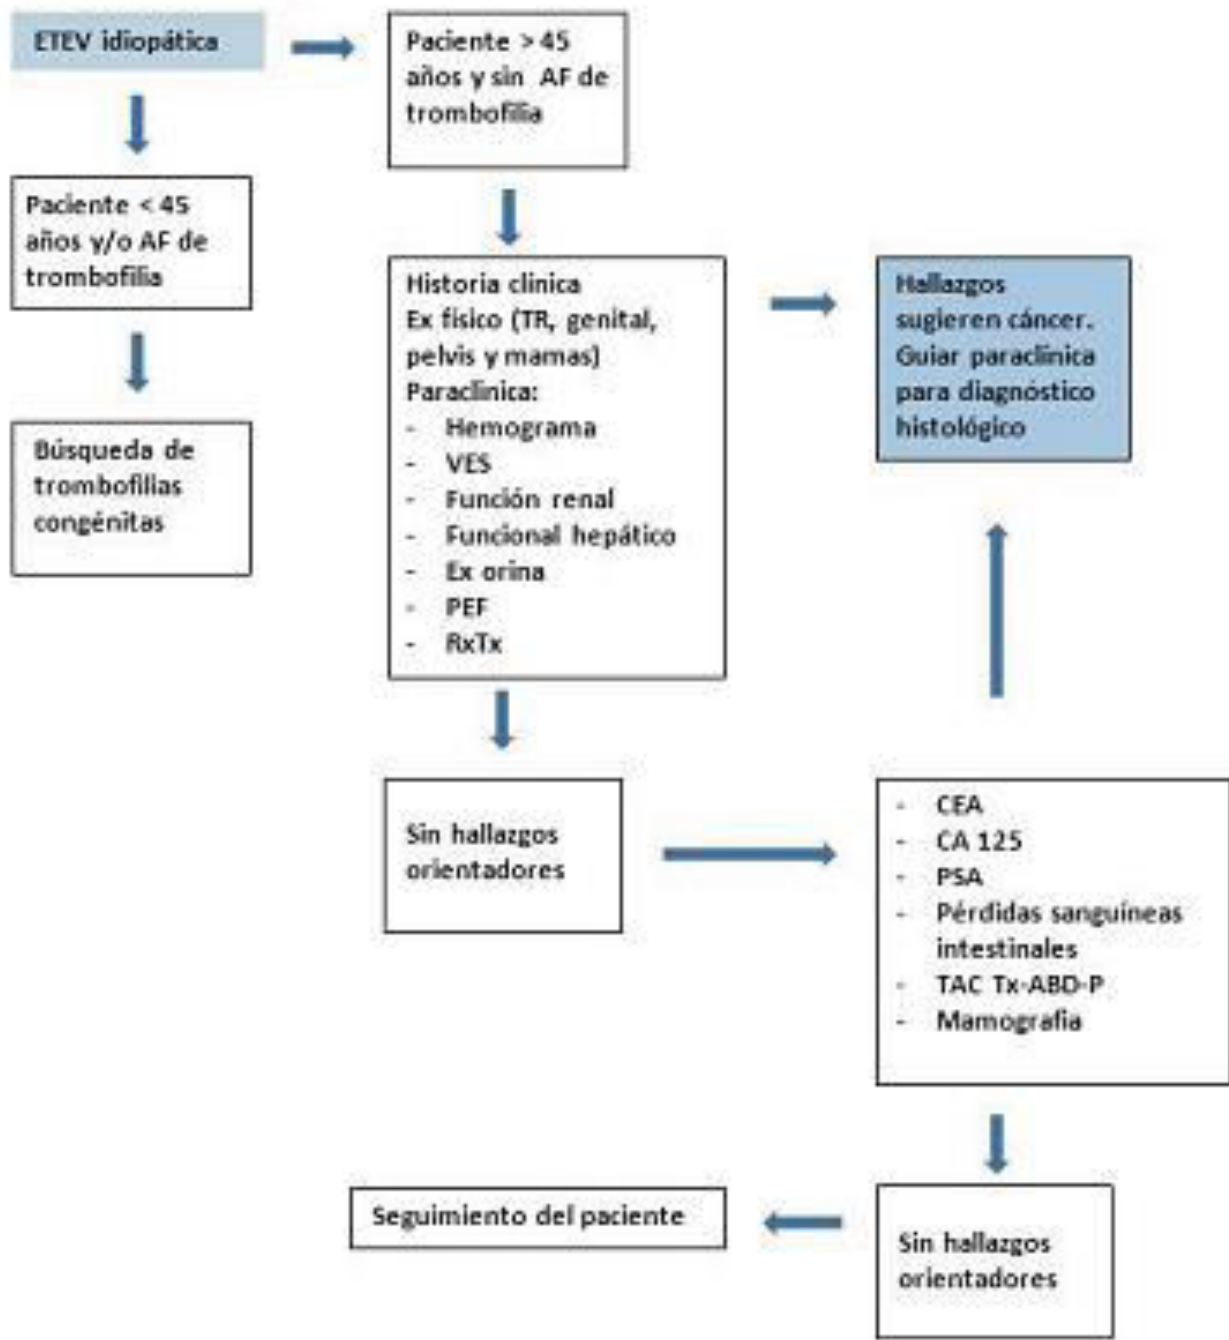 ETEV idiopática
Paciente > 45
años y sin AF de
trombofilia
Paciente < 45
años y/o AF de
trombofilia
Búsqueda de
trombofilias
congénitas
Historia clinica
Ex físico (TR, genital,
pelvis y mamas)
Paraclinica:
- Hemograma
- VES
- Función renal
- Funcional hepático
- Ex orina
- PEF
- RxTx
Hallazgos
sugieren cáncer.
Guiar paraclínica
para diagnóstico
histológico
Sin hallazgos
orientadores
- CEA
- CA 125
- PSA
- Pérdidas sanguíneas
intestinales
- TAC Tx-ABD-P
- Mamografia
Sin hallazgos
orientadores
Seguimiento del paciente